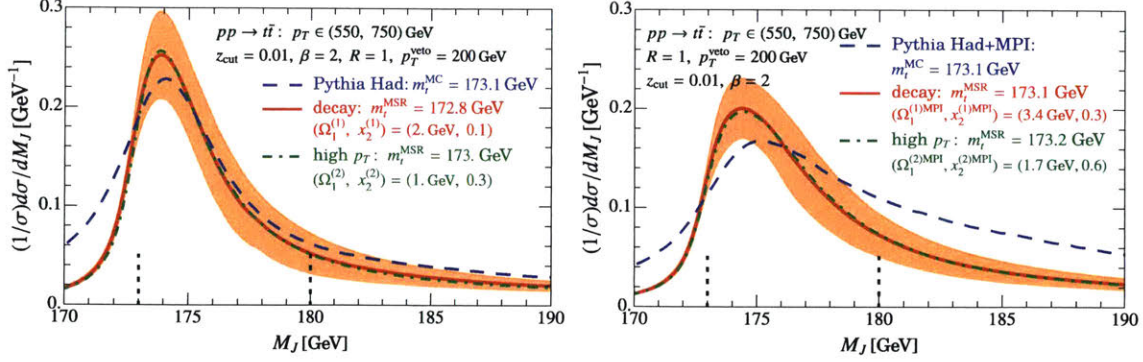 pp → tt̄ : p_T ∈ (550, 750) GeV
z_cut = 0.01, β = 2, R = 1, p_T^veto = 200 GeV
Pythia Had: m_t^MC = 173.1 GeV
decay: m_t^MSR = 172.8 GeV
(Ω_1^(1), x_2^(1)) = (2. GeV, 0.1)
high p_T : m_t^MSR = 173. GeV
(Ω_1^(2), x_2^(2)) = (1. GeV, 0.3)
(1/σ)dσ/dM_J [GeV⁻¹]
0.3
0.2
0.1
0.
170 175 180 185 190
M_J [GeV]
pp → tt̄ : p_T ∈ (550, 750) GeV
R = 1, p_T^veto = 200 GeV
z_cut = 0.01, β = 2
Pythia Had+MPI:
m_t^MC = 173.1 GeV
decay: m_t^MSR = 173.1 GeV
(Ω_1^(1)MPI, x_2^(1)MPI) = (3.4 GeV, 0.3)
high p_T : m_t^MSR = 173.2 GeV
(Ω_1^(2)MPI, x_2^(2)MPI) = (1.7 GeV, 0.6)
(1/σ)dσ/dM_J [GeV⁻¹]
0.3
0.2
0.1
0.
170 175 180 185 190
M_J [GeV]